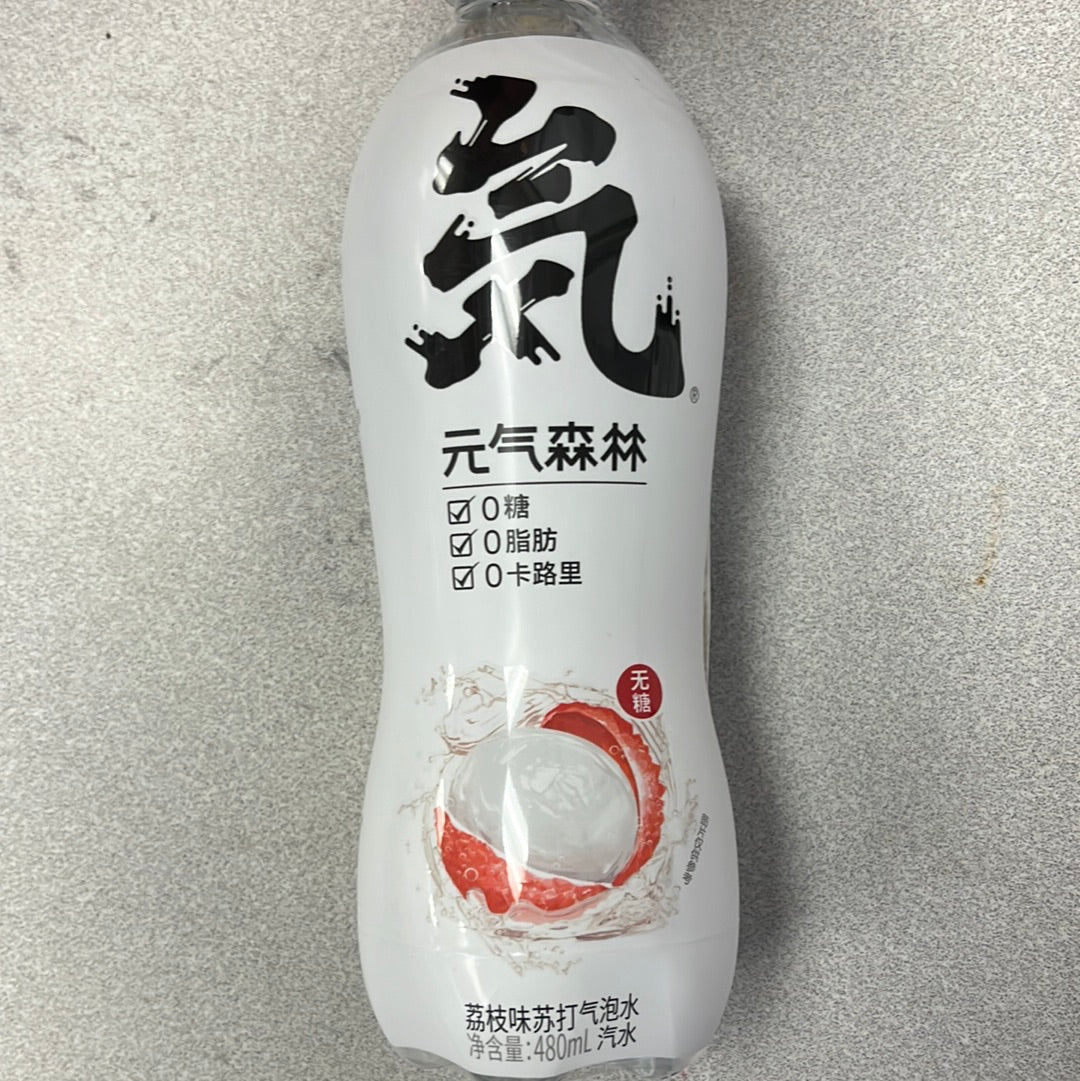 気
®
元气森林
0糖
0脂肪
0卡路里
无
糖
荔枝味苏打气泡水
净含量:480mL 汽水